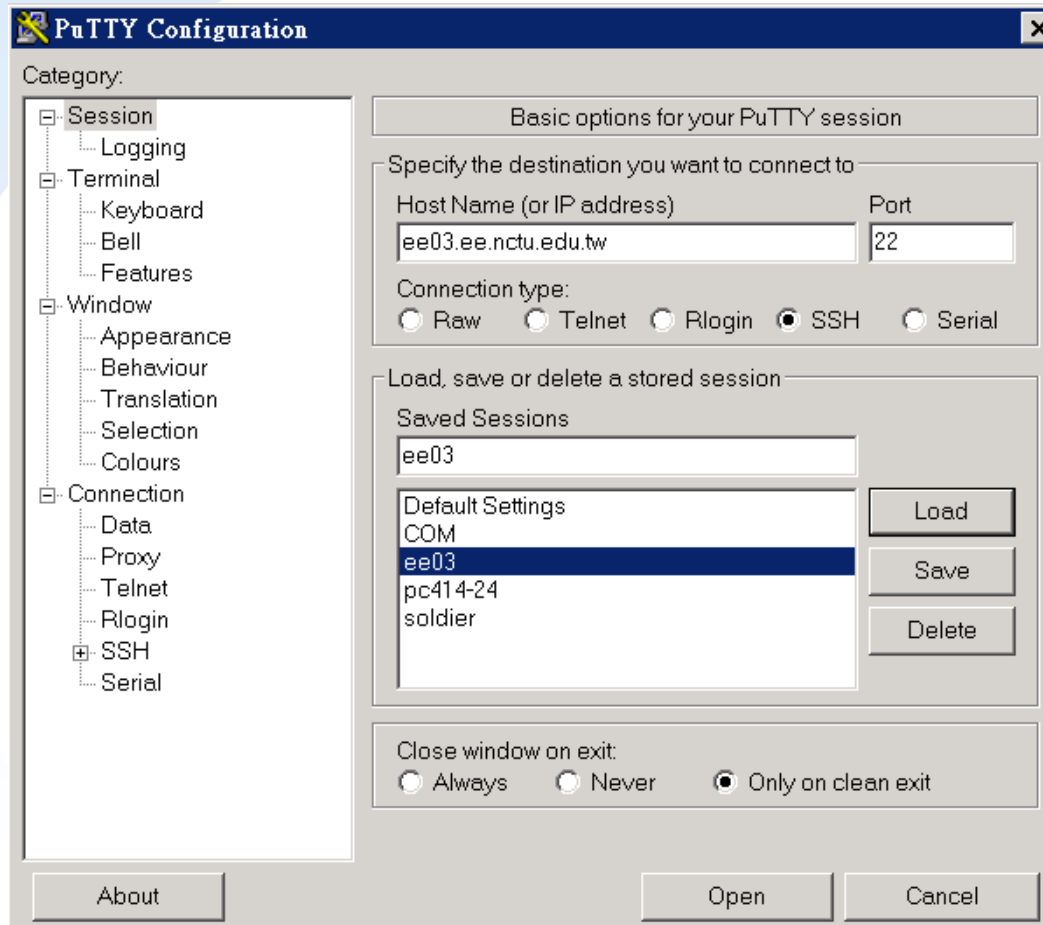 PuTTY Configuration
Category:
Session
Logging
Terminal
Keyboard
Bell
Features
Window
Appearance
Behaviour
Translation
Selection
Colours
Connection
Data
Proxy
Telnet
Rlogin
SSH
Serial
Basic options for your PuTTY session
Specify the destination you want to connect to
Host Name (or IP address) Port
ee03.ee.nctu.edu.tw 22
Connection type:
Raw Telnet Rlogin SSH Serial
Load, save or delete a stored session
Saved Sessions
ee03
Default Settings
COM
ee03
pc414-24
soldier
Load
Save
Delete
Close window on exit:
Always Never Only on clean exit
About Open Cancel